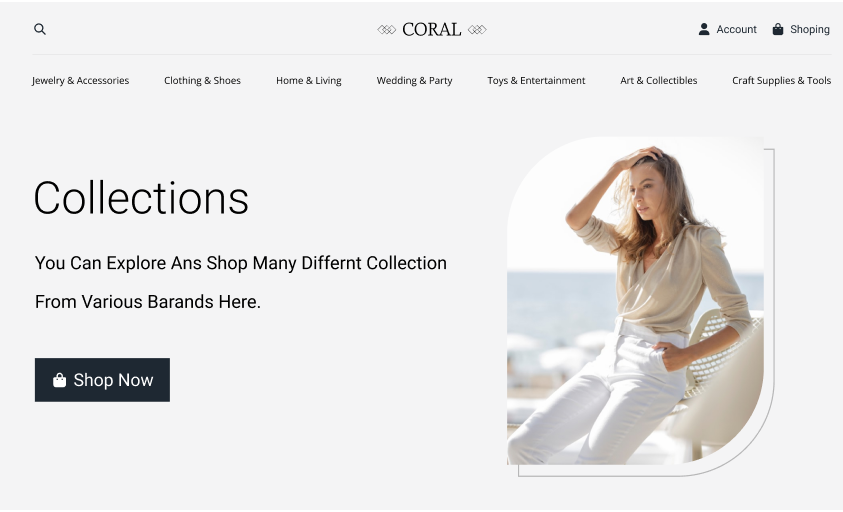 CORAL
Account
Shoping
Jewelry & Accessories
Clothing & Shoes
Home & Living
Wedding & Party
Toys & Entertainment
Art & Collectibles
Craft Supplies & Tools
Collections
You Can Explore Ans Shop Many Differnt Collection
From Various Barands Here.
Shop Now